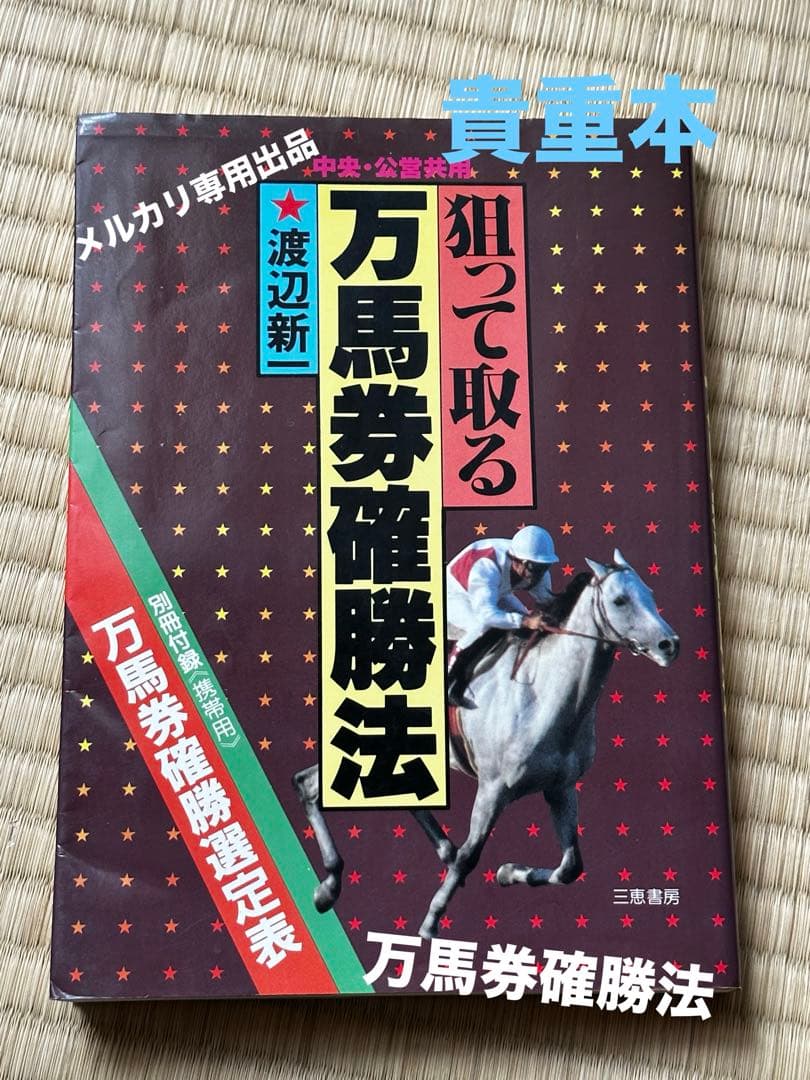 貴重本
メルカリ専用出品
中央・公営共用
狙って取る
万馬券確勝法
★渡辺新一
別冊付録《携帯用》
万馬券確勝選定表
三恵書房
万馬券確勝法